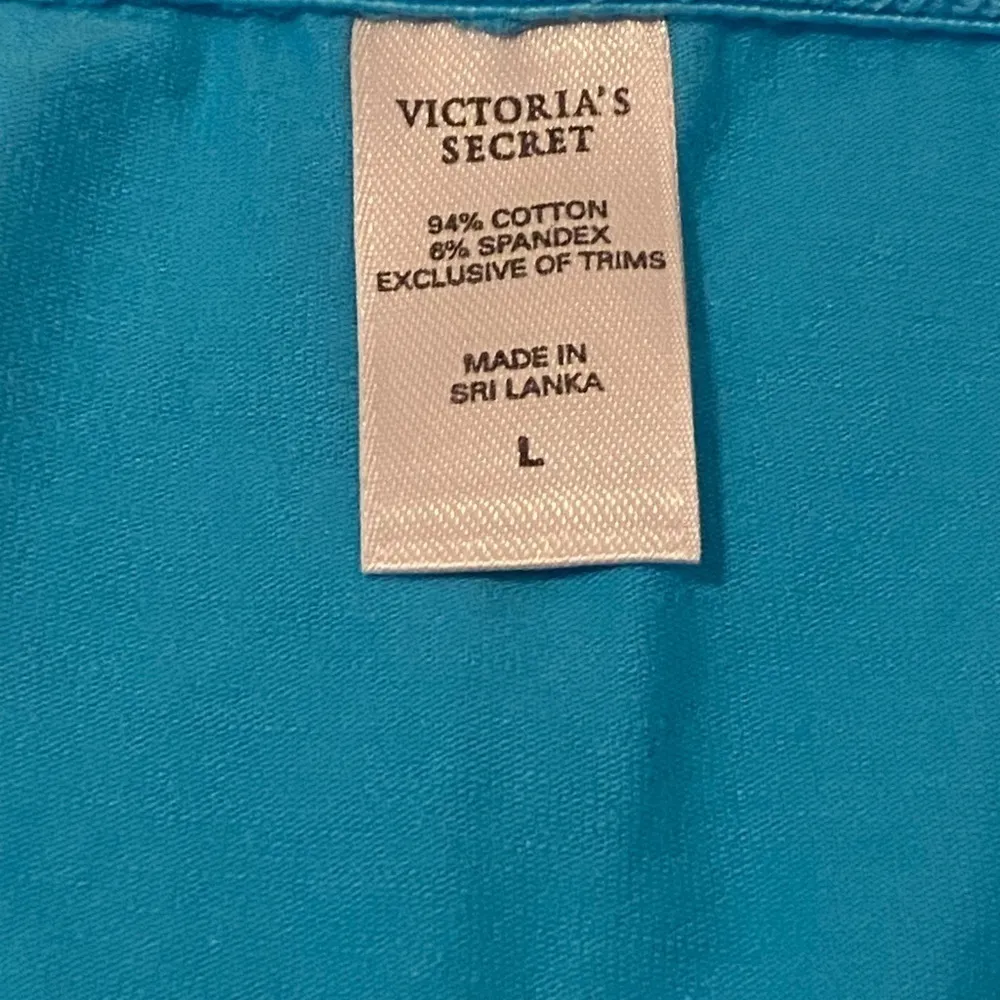 VICTORIA'S
SECRET
94% COTTON
6% SPANDEX
EXCLUSIVE OF TRIMS
MADE IN
SRI LANKA
L